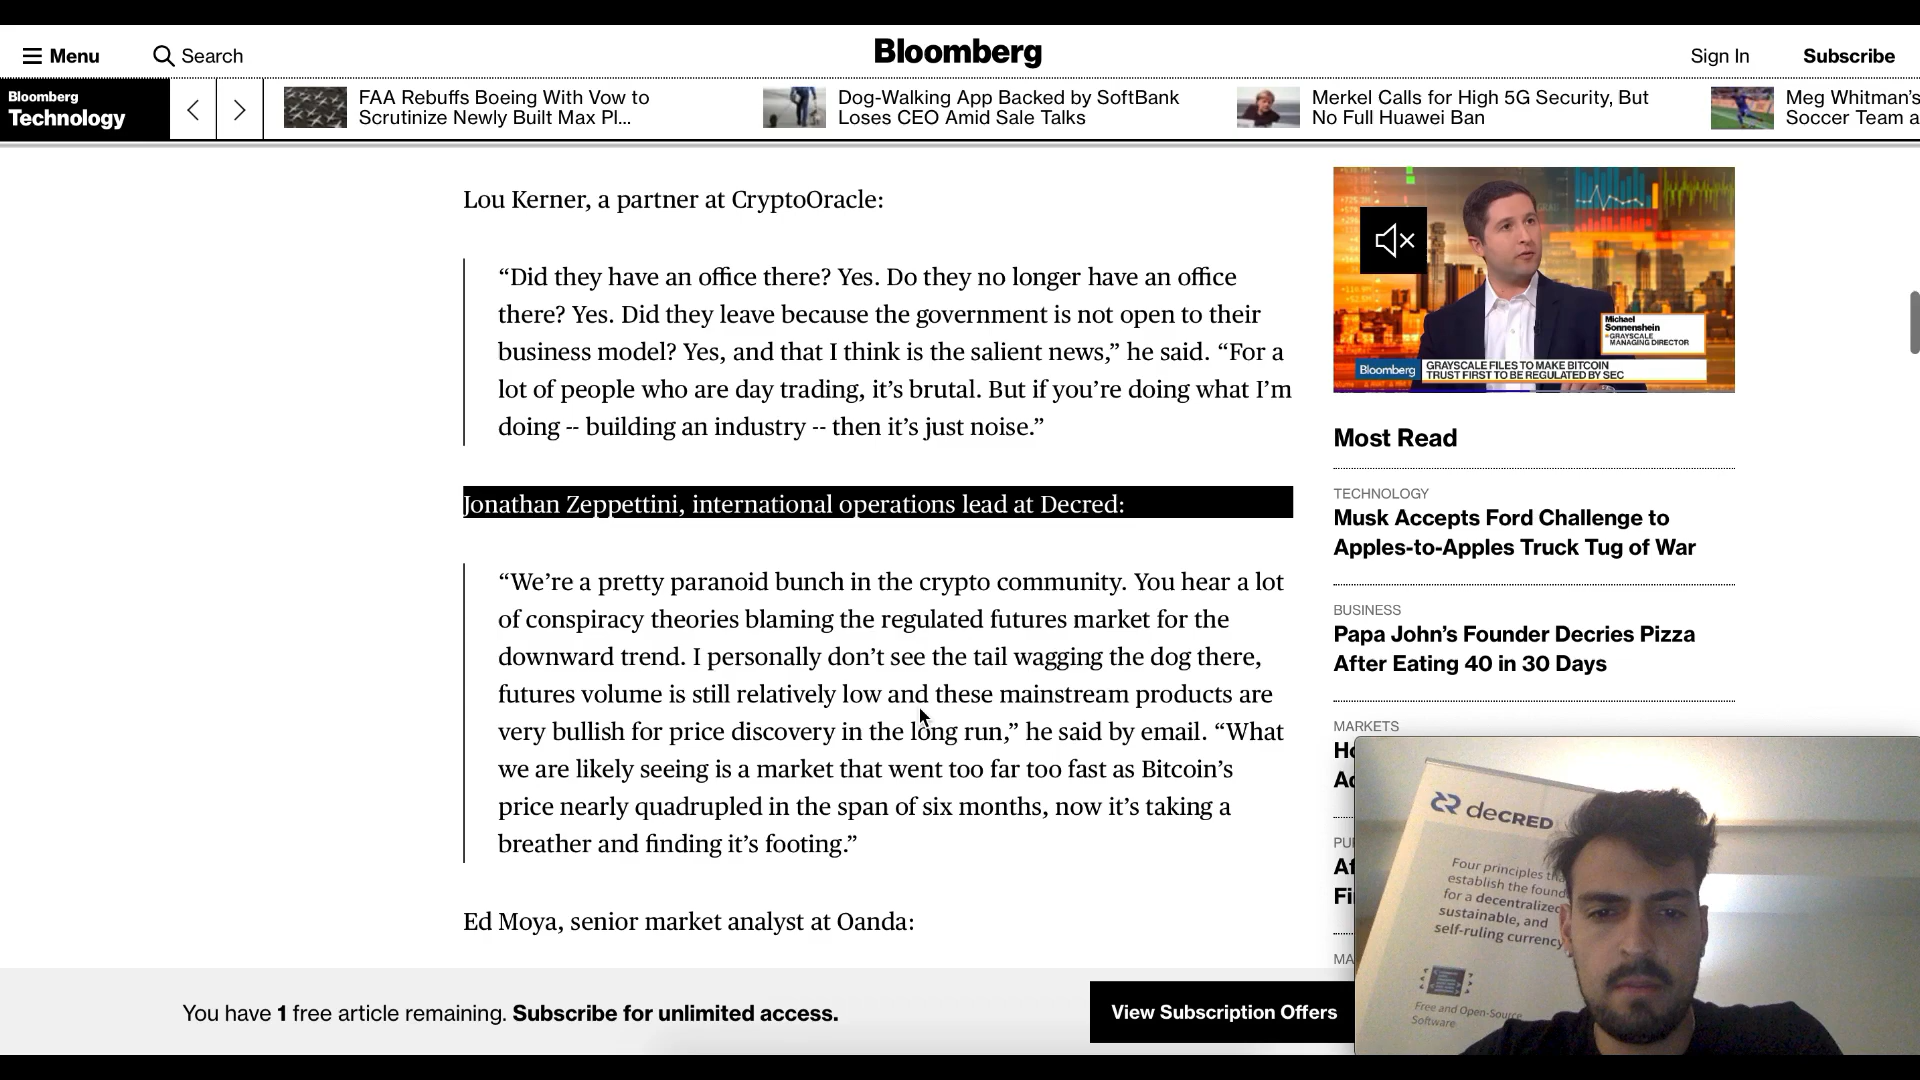 Menu
Search
Bloomberg
Sign In
Subscribe
Bloomberg
Technology
FAA Rebuffs Boeing With Vow to
Scrutinize Newly Built Max Pl...
Dog-Walking App Backed by SoftBank
Loses CEO Amid Sale Talks
Merkel Calls for High 5G Security, But
No Full Huawei Ban
Meg Whitman's
Soccer Team a
Lou Kerner, a partner at CryptoOracle:
“Did they have an office there? Yes. Do they no longer have an office
there? Yes. Did they leave because the government is not open to their
business model? Yes, and that I think is the salient news,” he said. “For a
lot of people who are day trading, it’s brutal. But if you’re doing what I’m
doing -- building an industry -- then it’s just noise.”
Jonathan Zeppettini, international operations lead at Decred:
“We’re a pretty paranoid bunch in the crypto community. You hear a lot
of conspiracy theories blaming the regulated futures market for the
downward trend. I personally don’t see the tail wagging the dog there,
futures volume is still relatively low and these mainstream products are
very bullish for price discovery in the long run,” he said by email. “What
we are likely seeing is a market that went too far too fast as Bitcoin’s
price nearly quadrupled in the span of six months, now it’s taking a
breather and finding it’s footing.”
Ed Moya, senior market analyst at Oanda:
Michael
Sonnenshein
GRAYSCALE
MANAGING DIRECTOR
Bloomberg
GRAYSCALE FILES TO MAKE BITCOIN
TRUST FIRST TO BE REGULATED BY SEC
Most Read
TECHNOLOGY
Musk Accepts Ford Challenge to
Apples-to-Apples Truck Tug of War
BUSINESS
Papa John’s Founder Decries Pizza
After Eating 40 in 30 Days
MARKETS
decred
Four principles
establish the found
for a decentralized
sustainable, and
self-ruling currency
Free and Open-Source
Software
You have 1 free article remaining. Subscribe for unlimited access.
View Subscription Offers